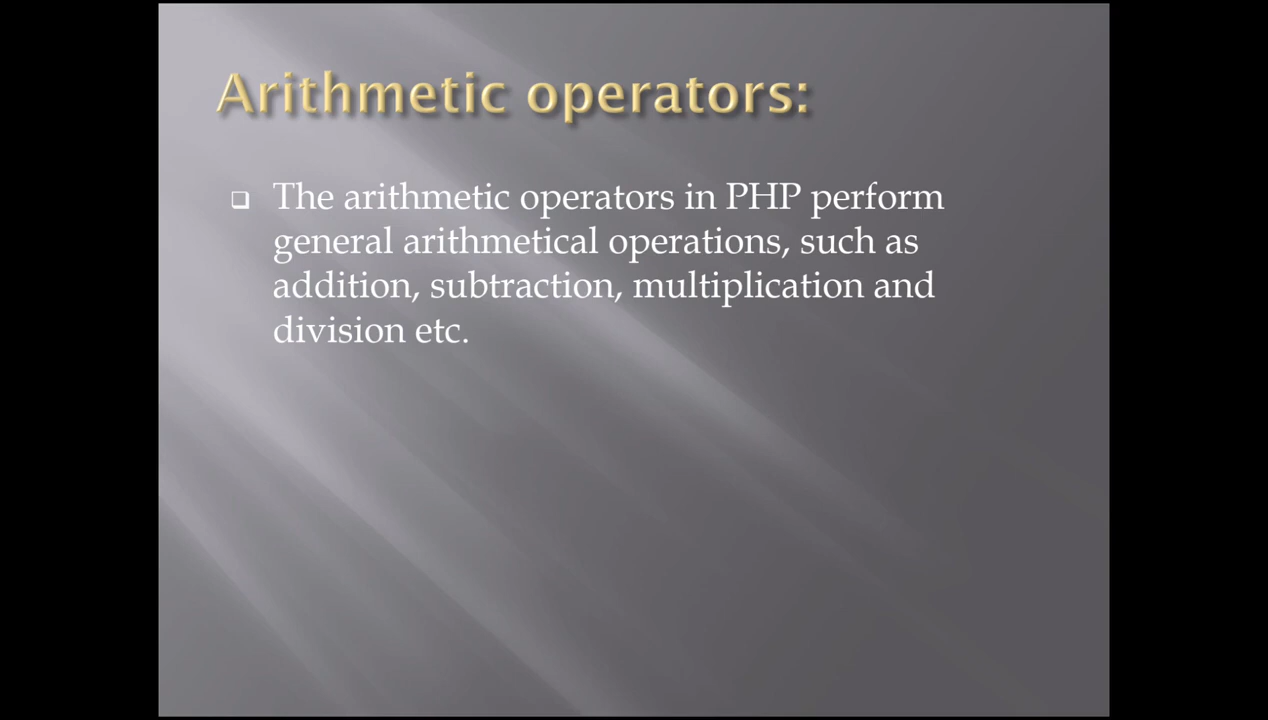 Arithmetic operators:
The arithmetic operators in PHP perform
general arithmetical operations, such as
addition, subtraction, multiplication and
division etc.